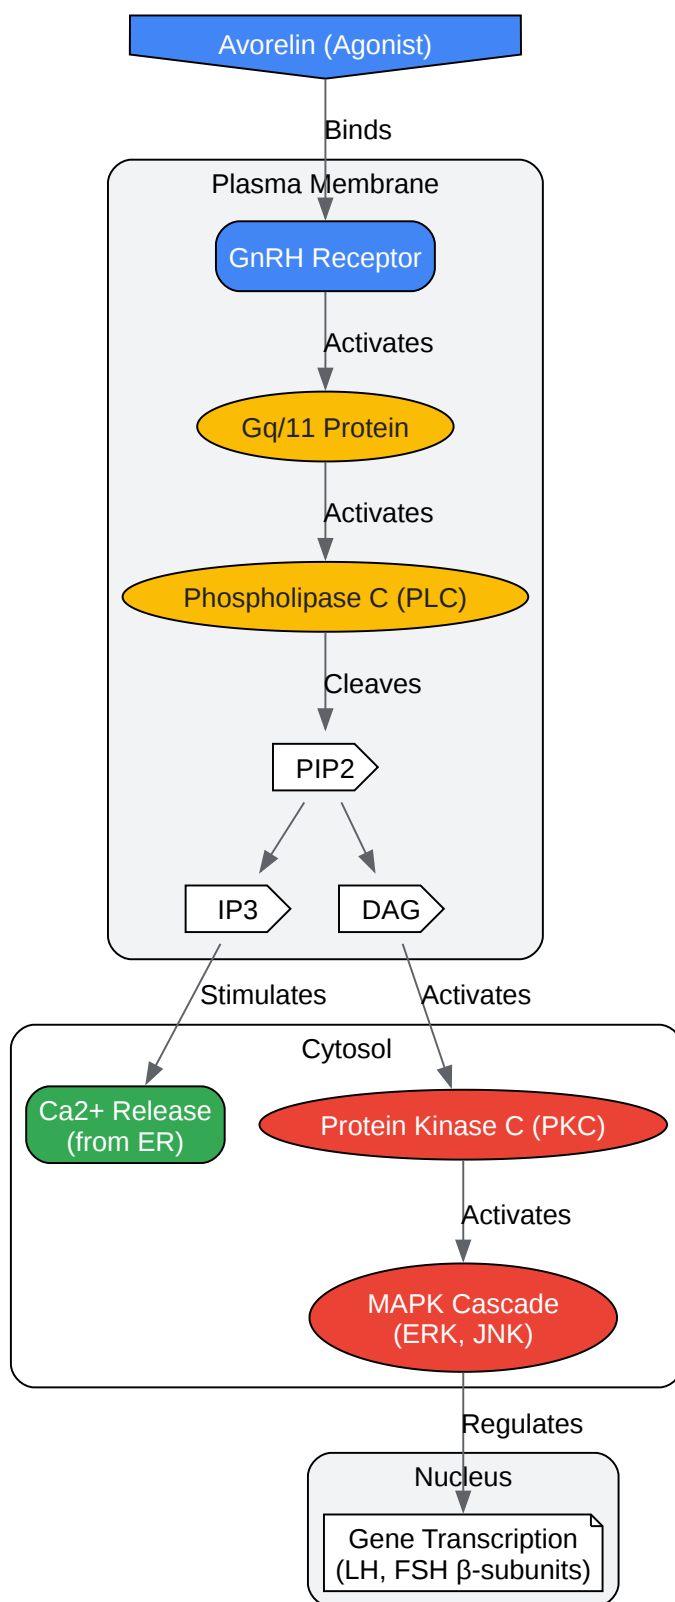 Avorelin (Agonist)
Binds
Plasma Membrane
GnRH Receptor
Activates
Gq/11 Protein
Activates
Phospholipase C (PLC)
Cleaves
PIP2
IP3
DAG
Stimulates
Activates
Cytosol
Ca2+ Release
(from ER)
Protein Kinase C (PKC)
Activates
MAPK Cascade
(ERK, JNK)
Regulates
Nucleus
Gene Transcription
(LH, FSH β-subunits)